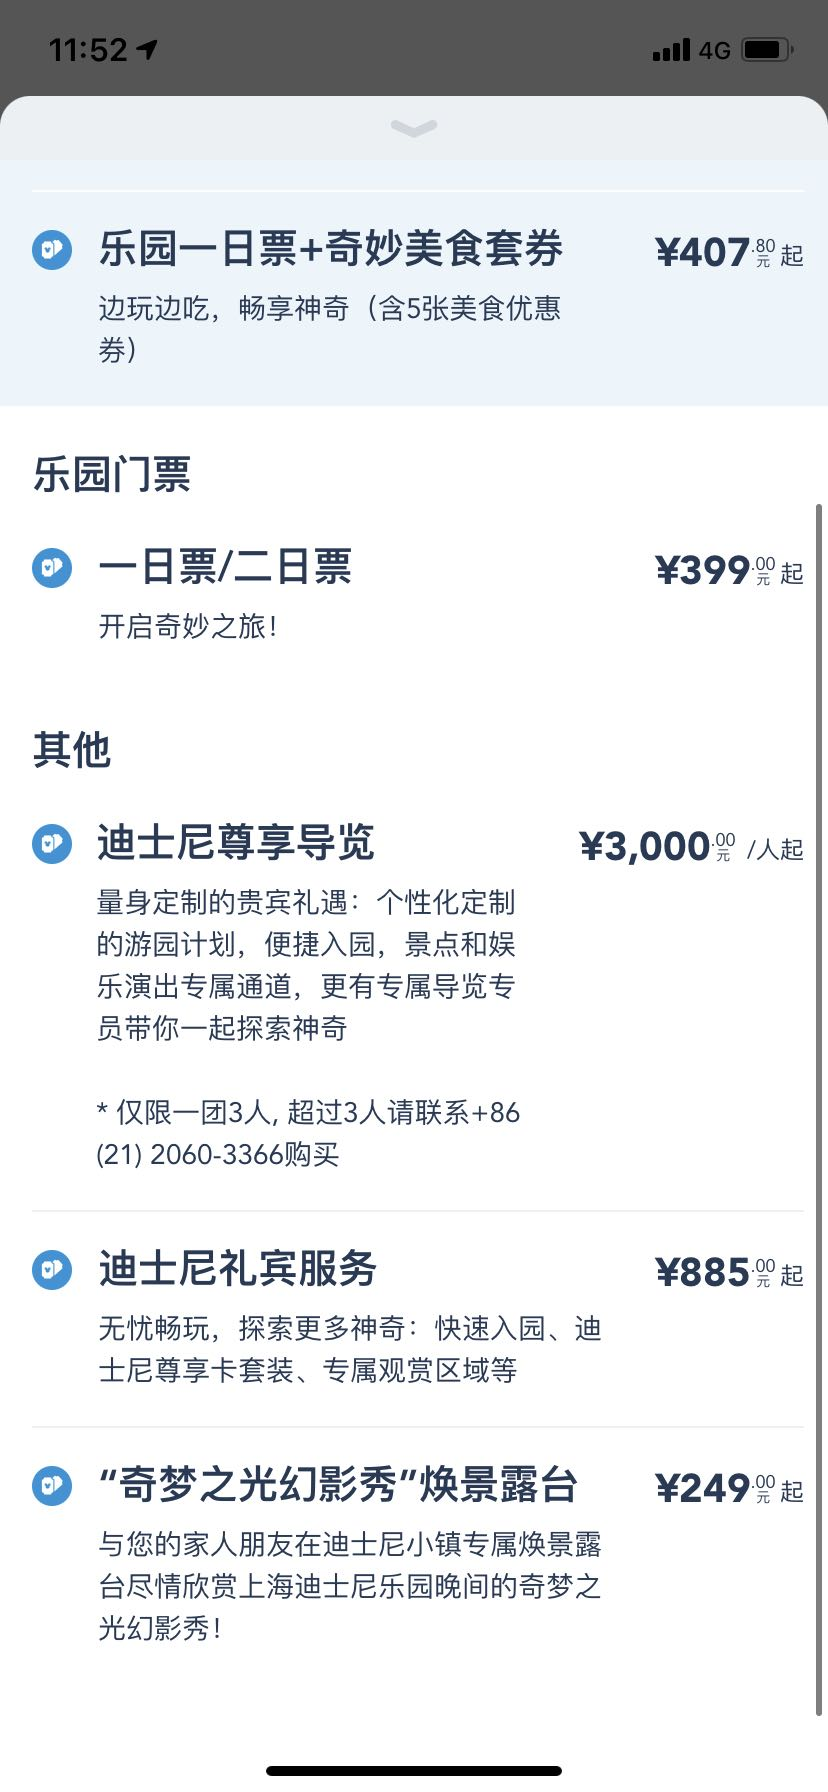 11:52
4G
乐园一日票+奇妙美食套券
¥407.80元 起
边玩边吃，畅享神奇（含5张美食优惠
券）
乐园门票
一日票/二日票
¥399.00元 起
开启奇妙之旅！
其他
迪士尼尊享导览
¥3,000.00元 /人起
量身定制的贵宾礼遇：个性化定制
的游园计划，便捷入园，景点和娱
乐演出专属通道，更有专属导览专
员带你一起探索神奇
* 仅限一团3人, 超过3人请联系+86
(21) 2060-3366购买
迪士尼礼宾服务
¥885.00元 起
无忧畅玩，探索更多神奇：快速入园、迪
士尼尊享卡套装、专属观赏区域等
“奇梦之光幻影秀”焕景露台
¥249.00元 起
与您的家人朋友在迪士尼小镇专属焕景露
台尽情欣赏上海迪士尼乐园晚间的奇梦之
光幻影秀！